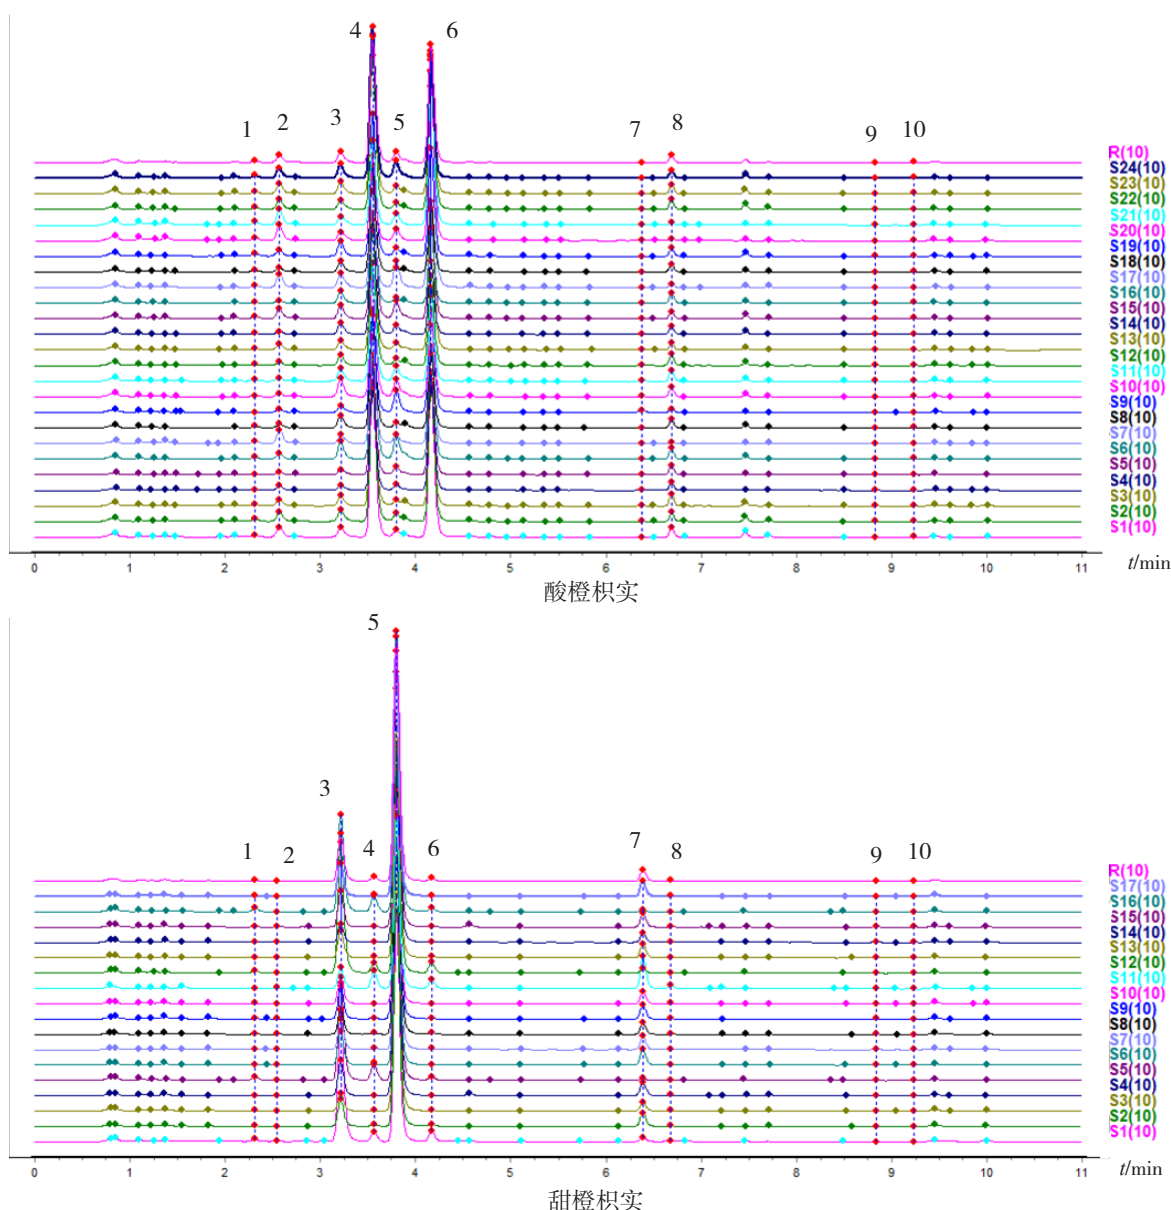 4 6
1 2 3 5 7 8 9 10
R(10)
S24(10)
S23(10)
S22(10)
S21(10)
S20(10)
S19(10)
S18(10)
S17(10)
S16(10)
S15(10)
S14(10)
S13(10)
S12(10)
S11(10)
S10(10)
S9(10)
S8(10)
S7(10)
S6(10)
S5(10)
S4(10)
S3(10)
S2(10)
S1(10)
0 1 2 3 4 5 6 7 8 9 10 11
t/min
酸橙枳实
5
3
1 2 4 6 7 8 9 10
R(10)
S17(10)
S16(10)
S15(10)
S14(10)
S13(10)
S12(10)
S11(10)
S10(10)
S9(10)
S8(10)
S7(10)
S6(10)
S5(10)
S4(10)
S3(10)
S2(10)
S1(10)
0 1 2 3 4 5 6 7 8 9 10 11
t/min
甜橙枳实